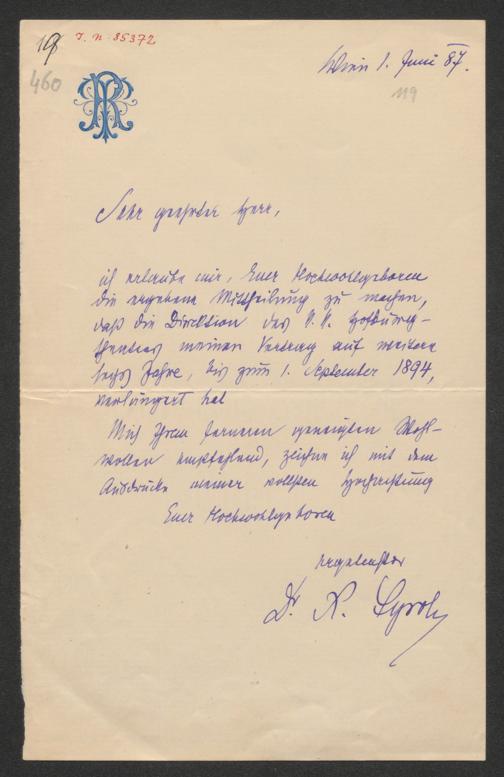 19
I. N. 85372
460
Wien 1. Juni 87.
119
Sehr geehrter Herr,
ich erlaube mir, Euer Hochwohlgeboren
die ergebene Mittheilung zu machen,
daß die Direktion des k. k. Hofburg-
theaters meinen Vertrag auf weitere
sechs Jahre, bis zum 1. September 1894,
verlängert hat
Mich Ihrem ferneren geneigten Wohl-
wollen empfehlend, zeichne ich mit dem
Ausdrucke meiner vollsten Hochachtung
Euer Hochwohlgeboren
ergebenster
Dr. R. Tyrolt